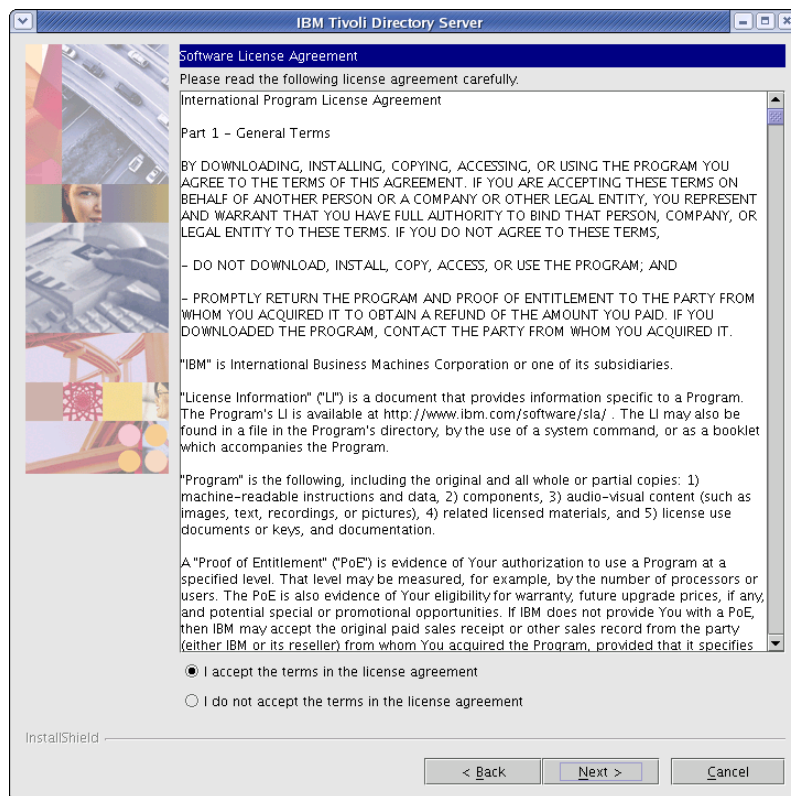 IBM Tivoli Directory Server
Software License Agreement
Please read the following license agreement carefully.
International Program License Agreement
Part 1 – General Terms
BY DOWNLOADING, INSTALLING, COPYING, ACCESSING, OR USING THE PROGRAM YOU
AGREE TO THE TERMS OF THIS AGREEMENT. IF YOU ARE ACCEPTING THESE TERMS ON
BEHALF OF ANOTHER PERSON OR A COMPANY OR OTHER LEGAL ENTITY, YOU REPRESENT
AND WARRANT THAT YOU HAVE FULL AUTHORITY TO BIND THAT PERSON, COMPANY, OR
LEGAL ENTITY TO THESE TERMS. IF YOU DO NOT AGREE TO THESE TERMS,
– DO NOT DOWNLOAD, INSTALL, COPY, ACCESS, OR USE THE PROGRAM; AND
– PROMPTLY RETURN THE PROGRAM AND PROOF OF ENTITLEMENT TO THE PARTY FROM
WHOM YOU ACQUIRED IT TO OBTAIN A REFUND OF THE AMOUNT YOU PAID. IF YOU
DOWNLOADED THE PROGRAM, CONTACT THE PARTY FROM WHOM YOU ACQUIRED IT.
"IBM" is International Business Machines Corporation or one of its subsidiaries.
"License Information" ("LI") is a document that provides information specific to a Program.
The Program's LI is available at http://www.ibm.com/software/sla/ . The LI may also be
found in a file in the Program's directory, by the use of a system command, or as a booklet
which accompanies the Program.
"Program" is the following, including the original and all whole or partial copies: 1)
machine–readable instructions and data, 2) components, 3) audio–visual content (such as
images, text, recordings, or pictures), 4) related licensed materials, and 5) license use
documents or keys, and documentation.
A "Proof of Entitlement" ("PoE") is evidence of Your authorization to use a Program at a
specified level. That level may be measured, for example, by the number of processors or
users. The PoE is also evidence of Your eligibility for warranty, future upgrade prices, if any,
and potential special or promotional opportunities. If IBM does not provide You with a PoE,
then IBM may accept the original paid sales receipt or other sales record from the party
(either IBM or its reseller) from whom You acquired the Program, provided that it specifies
I accept the terms in the license agreement
I do not accept the terms in the license agreement
InstallShield
< Back
Next >
Cancel